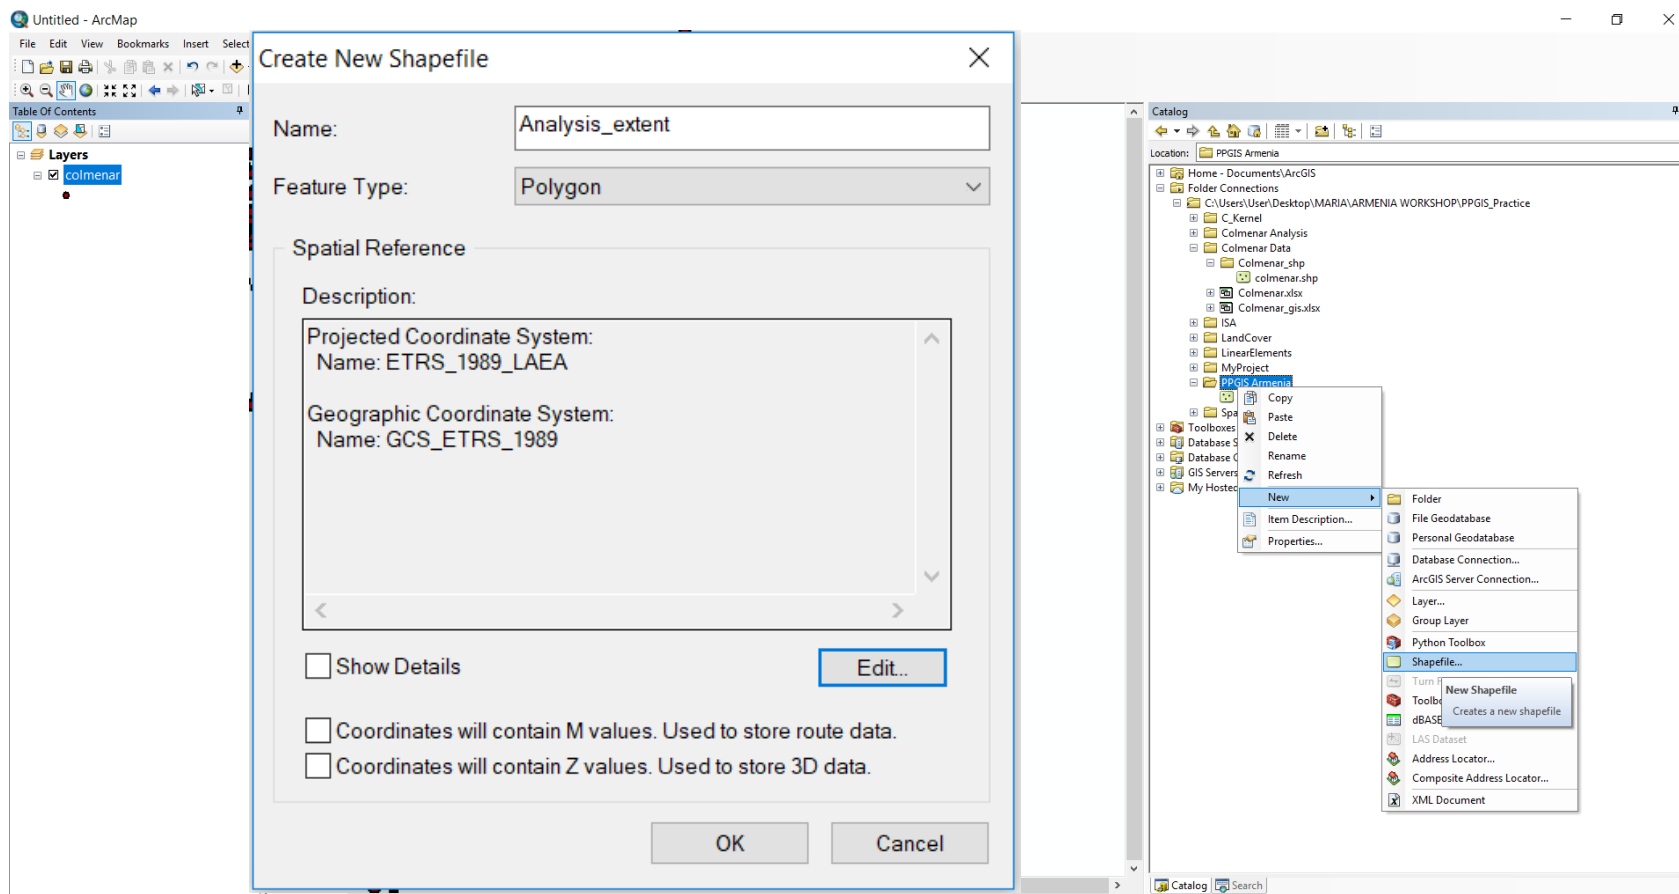 Untitled - ArcMap
File Edit View Bookmarks Insert Select
Table Of Contents
Layers
colmenar
Create New Shapefile
Name:
Analysis_extent
Feature Type:
Polygon
Spatial Reference
Description:
Projected Coordinate System:
Name: ETRS_1989_LAEA
Geographic Coordinate System:
Name: GCS_ETRS_1989
Show Details
Edit...
Coordinates will contain M values. Used to store route data.
Coordinates will contain Z values. Used to store 3D data.
OK
Cancel
Catalog
Location: PPGIS Armenia
Home - Documents\ArcGIS
Folder Connections
C:\Users\User\Desktop\MARIA\ARMENIA WORKSHOP\PPGIS_Practice
C_Kernel
Colmenar Analysis
Colmenar Data
Colmenar_shp
colmenar.shp
Colmenar.xlsx
Colmenar_gis.xlsx
ISA
LandCover
LinearElements
MyProject
PPGIS Armenia
Spa
Toolboxes
Database S
Database C
GIS Servers
My Hosted
Copy
Paste
Delete
Rename
Refresh
New
Item Description...
Properties...
Folder
File Geodatabase
Personal Geodatabase
Database Connection...
ArcGIS Server Connection...
Layer...
Group Layer
Python Toolbox
Shapefile...
Turn
Toolbo
dBASE
LAS Dataset
Address Locator...
Composite Address Locator...
XML Document
New Shapefile
Creates a new shapefile
Catalog
Search